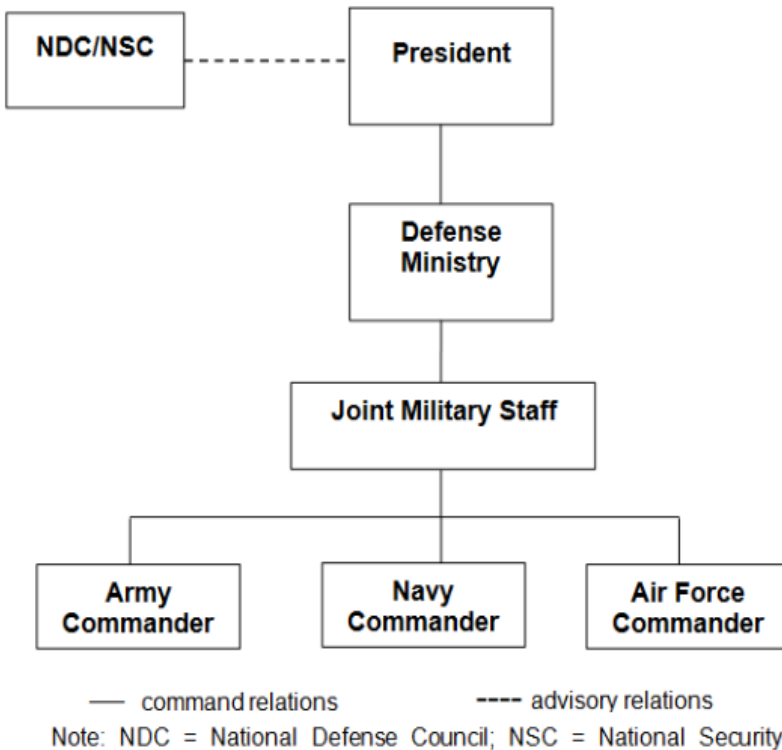 NDC/NSC
President
Defense
Ministry
Joint Military Staff
Army
Commander
Navy
Commander
Air Force
Commander
— command relations
---- advisory relations
Note: NDC = National Defense Council; NSC = National Security